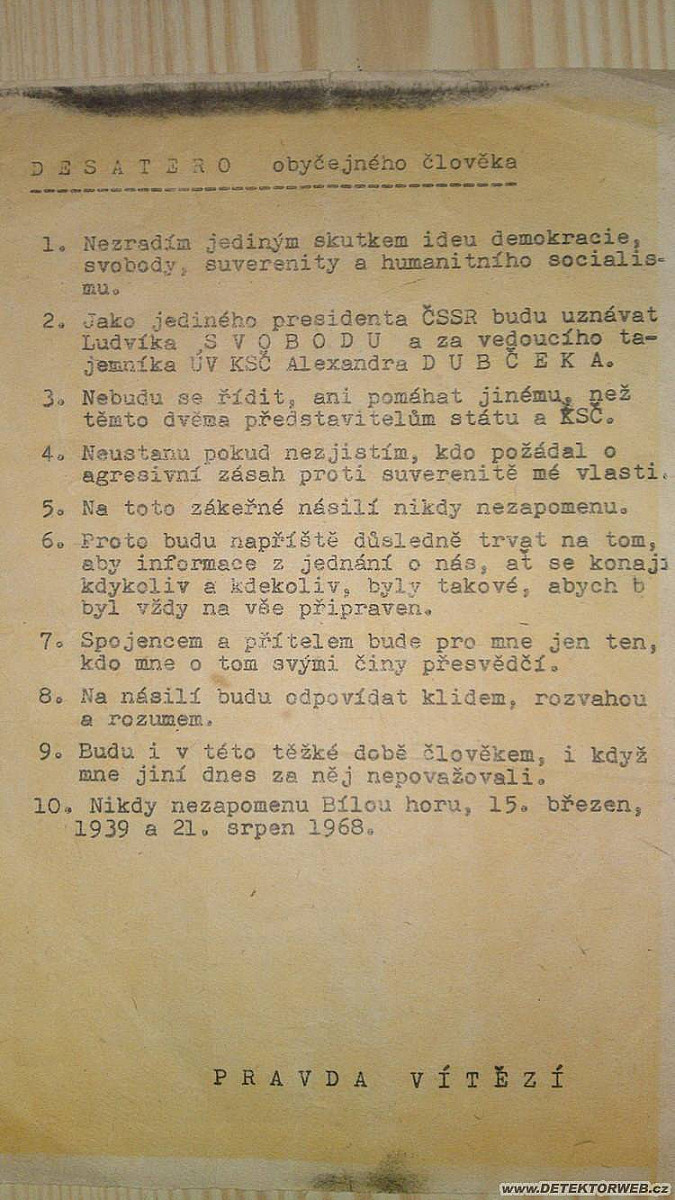 D E S A T E R O obyčejného člověka
1. Nezradím jediným skutkem ideu demokracie,
svobody, suverenity a humanitního socialis-
mu.
2. Jako jediného presidenta ČSSR budu uznávat
Ludvíka S V O B O D U a za vedoucího ta-
jemníka ÚV KSČ Alexandra D U B Č E K A.
3. Nebudu se řídit, ani pomáhat jinému, než
těmto dvěma představitelům státu a KSČ.
4. Neustanu pokud nezjistím, kdo požádal o
agresivní zásah proti suverenitě mé vlasti.
5. Na toto zákeřné násilí nikdy nezapomenu.
6. Proto budu napříště důsledně trvat na tom,
aby informace z jednání o nás, ať se konají
kdykoliv a kdekoliv, byly takové, abych b
byl vždy na vše připraven.
7. Spojencem a přítelem bude pro mne jen ten,
kdo mne o tom svými činy přesvědčí.
8. Na násilí budu odpovídat klidem, rozvahou
a rozumem.
9. Budu i v této těžké době člověkem, i když
mne jiní dnes za něj nepovažovali.
10. Nikdy nezapomenu Bílou horu, 15. březen,
1939 a 21. srpen 1968.
P R A V D A V Í T Ě Z Í
www.DETEKTORWEB.cz